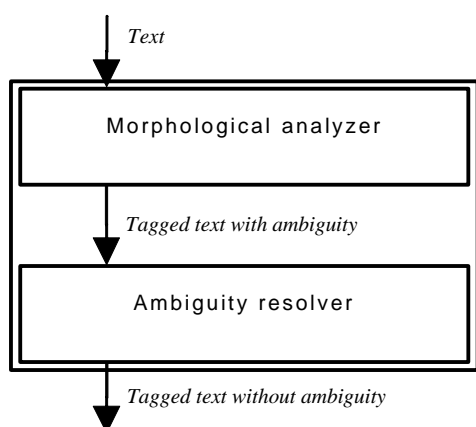 Text
Morphological analyzer
Tagged text with ambiguity
Ambiguity resolver
Tagged text without ambiguity